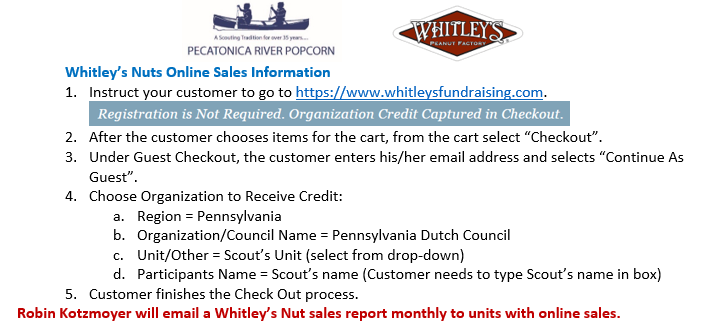 A Scouting Tradition for over 35 years....
PECATONICA RIVER POPCORN
WHITLEY'S
PEANUT FACTORY
Whitley's Nuts Online Sales Information
1. Instruct your customer to go to https://www.whitleysfundraising.com.
Registration is Not Required. Organization Credit Captured in Checkout.
2. After the customer chooses items for the cart, from the cart select “Checkout”.
3. Under Guest Checkout, the customer enters his/her email address and selects “Continue As
Guest”.
4. Choose Organization to Receive Credit:
a. Region = Pennsylvania
b. Organization/Council Name = Pennsylvania Dutch Council
c. Unit/Other = Scout’s Unit (select from drop-down)
d. Participants Name = Scout’s name (Customer needs to type Scout’s name in box)
5. Customer finishes the Check Out process.
Robin Kotzmoyer will email a Whitley’s Nut sales report monthly to units with online sales.